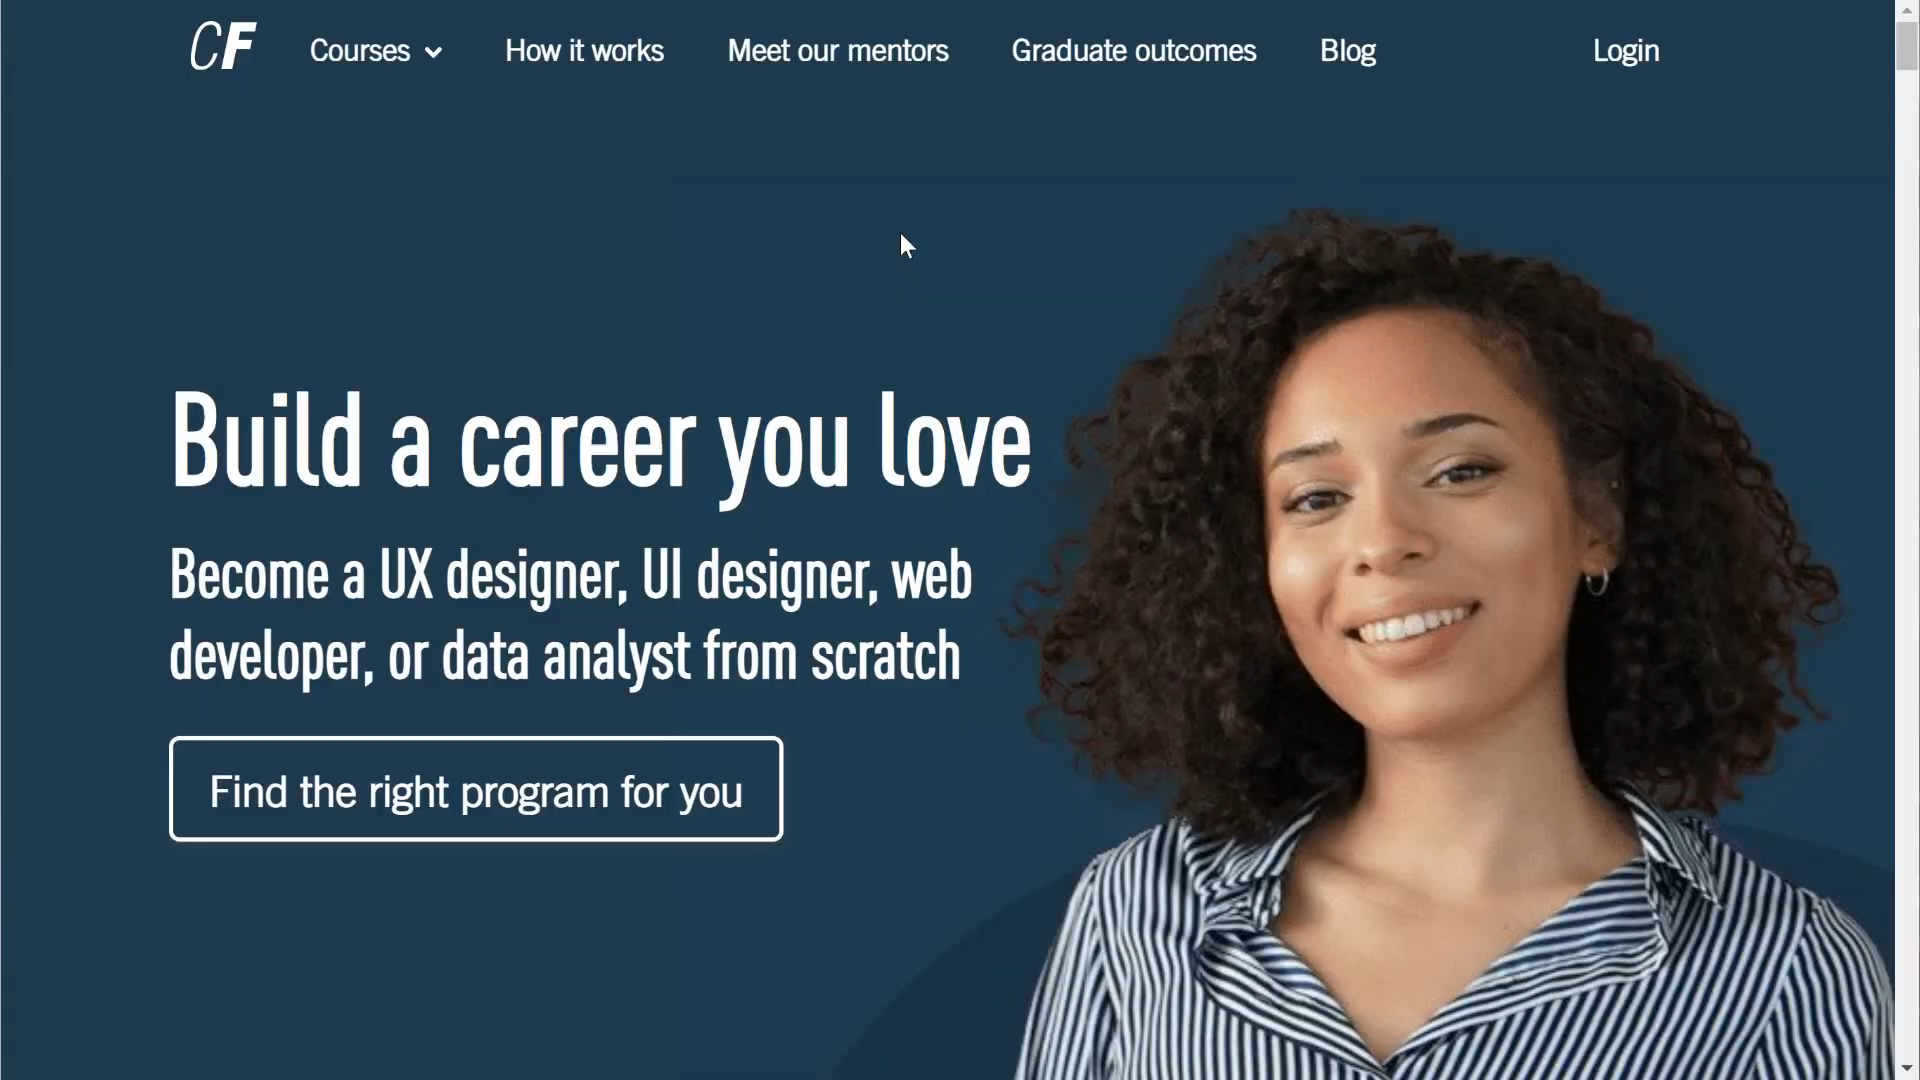 CF Courses How it works Meet our mentors Graduate outcomes Blog Login
Build a career you love
Become a UX designer, UI designer, web
developer, or data analyst from scratch
Find the right program for you